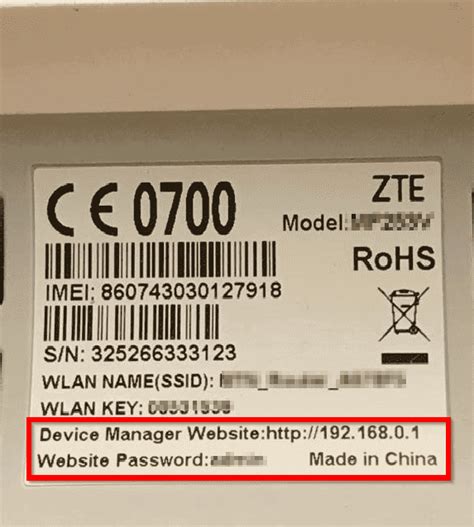 CE 0700
ZTE
Model:
RoHS
IMEI: 860743030127918
S/N: 325266333123
WLAN NAME(SSID):
WLAN KEY:
Device Manager Website:http://192.168.0.1
Website Password:
Made in China